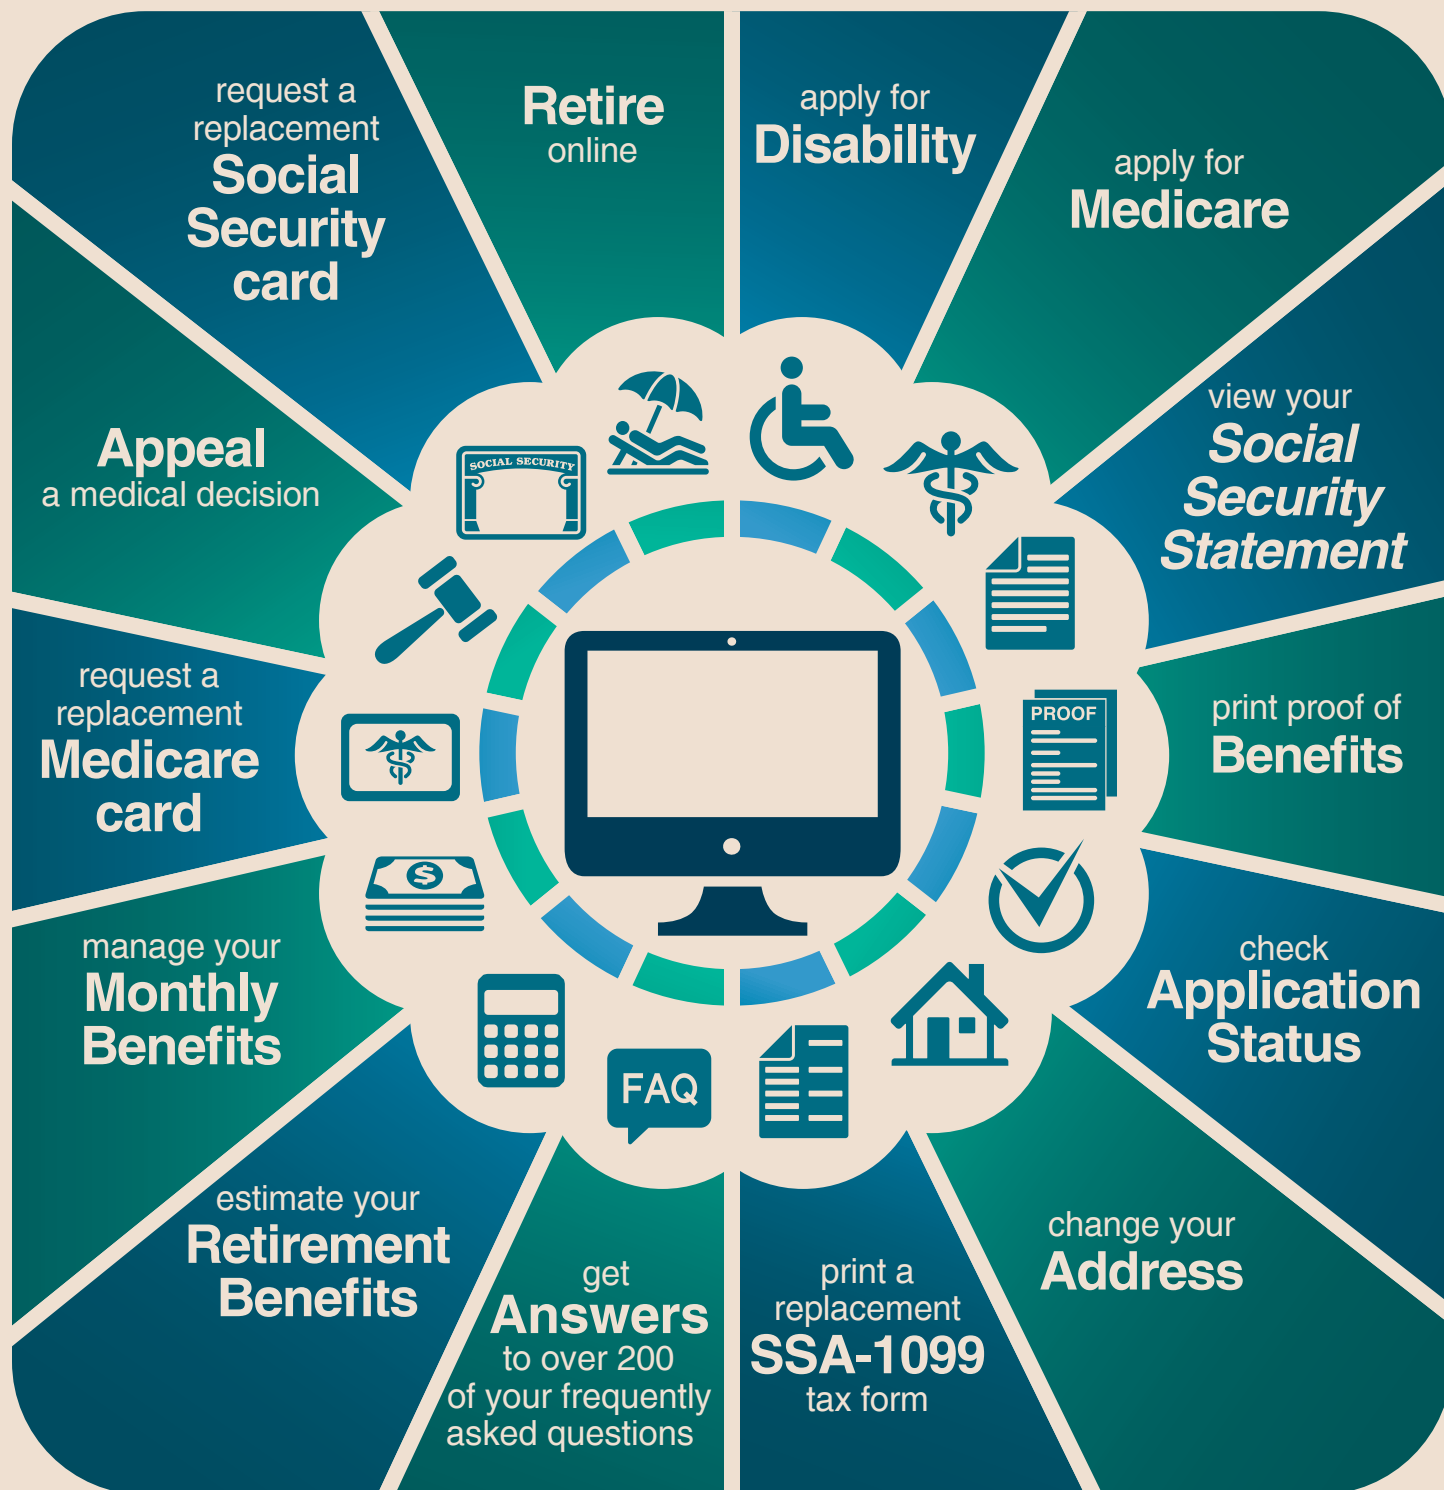 request a
replacement
Social
Security
card
Retire
online
apply for
Disability
apply for
Medicare
view your
Social
Security
Statement
print proof of
Benefits
check
Application
Status
change your
Address
print a
replacement
SSA-1099
tax form
get
Answers
to over 200
of your frequently
asked questions
estimate your
Retirement
Benefits
manage your
Monthly
Benefits
request a
replacement
Medicare
card
Appeal
a medical decision
SOCIAL SECURITY
PROOF
FAQ
$